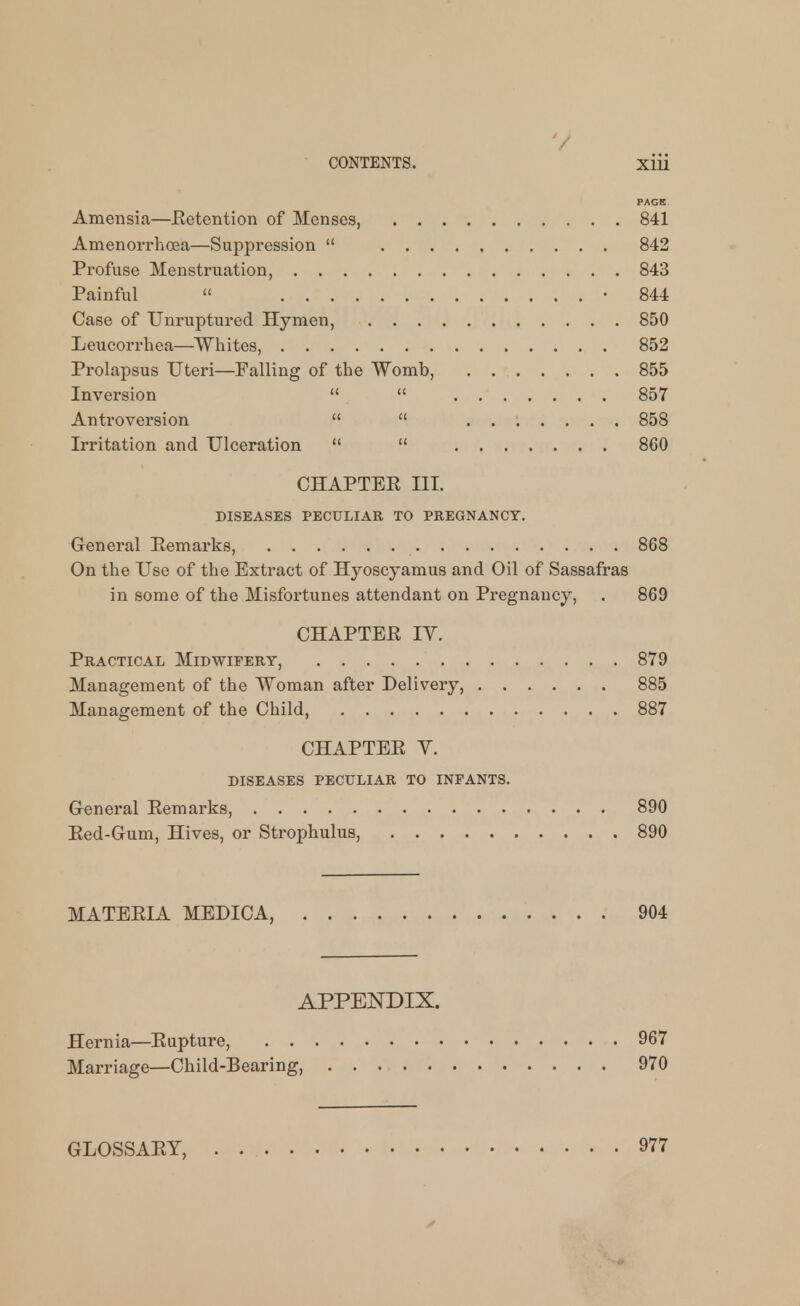 CONTENTS. xiii
PAGE.
Amensia—Retention of Menses, . . . . . . . . . . . 841
Amenorrhœa—Suppression “ . . . . . . . . . . 842
Profuse Menstruation, . . . . . . . . . . . . . . 843
Painful “ . . . . . . . . . . . . . . 844
Case of Unruptured Hymen, . . . . . . . . . . . 850
Leucorrhea—Whites, . . . . . . . . . . . . . . 852
Prolapsus Uteri—Falling of the Womb, . . . . . . . 855
Inversion “ “ . . . . . . . 857
Antroversion “ “ . . . . . . . 858
Irritation and Ulceration “ “ . . . . . . . 860
CHAPTER III.
DISEASES PECULIAR TO PREGNANCY.
General Remarks, . . . . . . . . . . . . . . . 868
On the Use of the Extract of Hyoscyamus and Oil of Sassafras
in some of the Misfortunes attendant on Pregnancy, . 869
CHAPTER IV.
PRACTICAL MIDWIFERY, . . . . . . . . . . . . . 879
Management of the Woman after Delivery, . . . . . . 885
Management of the Child, . . . . . . . . . . . . 887
CHAPTER V.
DISEASES PECULIAR TO INFANTS.
General Remarks, . . . . . . . . . . . . . . . 890
Red-Gum, Hives, or Strophulus, . . . . . . . . . . 890
MATERIA MEDICA, . . . . . . . . . . . . . 904
APPENDIX.
Hernia—Rupture, . . . . . . . . . . . . . . . 967
Marriage—Child-Bearing, . . . . . . . . . . . . 970
GLOSSARY, . . . . . . . . . . . . . . . . . 977